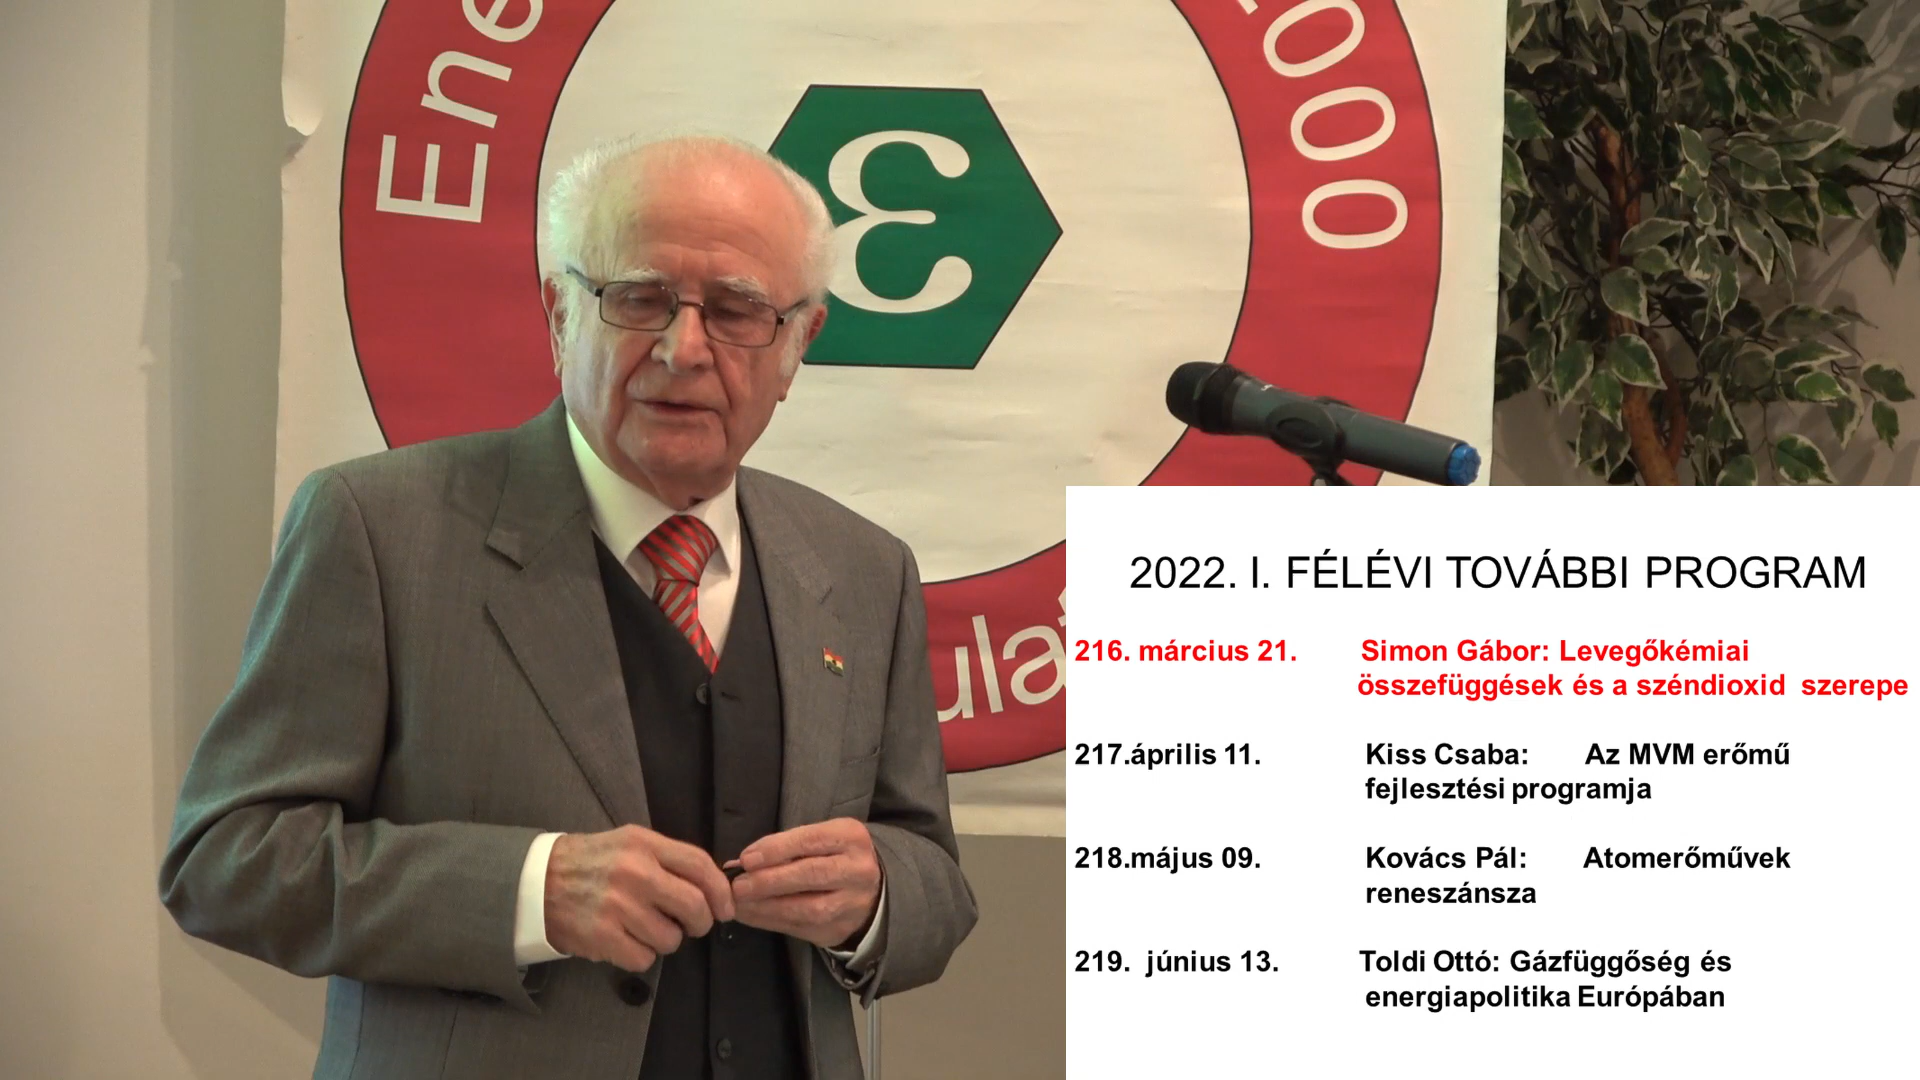 Ene
2000
ε
ulat
2022. I. FÉLÉVI TOVÁBBI PROGRAM
216. március 21. Simon Gábor: Levegőkémiai
összefüggések és a széndioxid szerepe
217.április 11. Kiss Csaba: Az MVM erőmű
fejlesztési programja
218.május 09. Kovács Pál: Atomerőművek
reneszánsza
219. június 13. Toldi Ottó: Gázfüggőség és
energiapolitika Európában